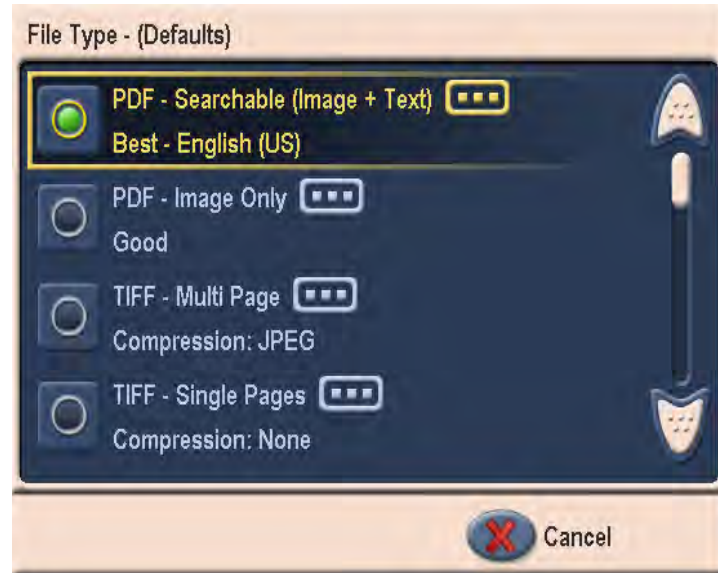 File Type - (Defaults)
PDF - Searchable (Image + Text)
Best - English (US)
PDF - Image Only
Good
TIFF - Multi Page
Compression: JPEG
TIFF - Single Pages
Compression: None
Cancel